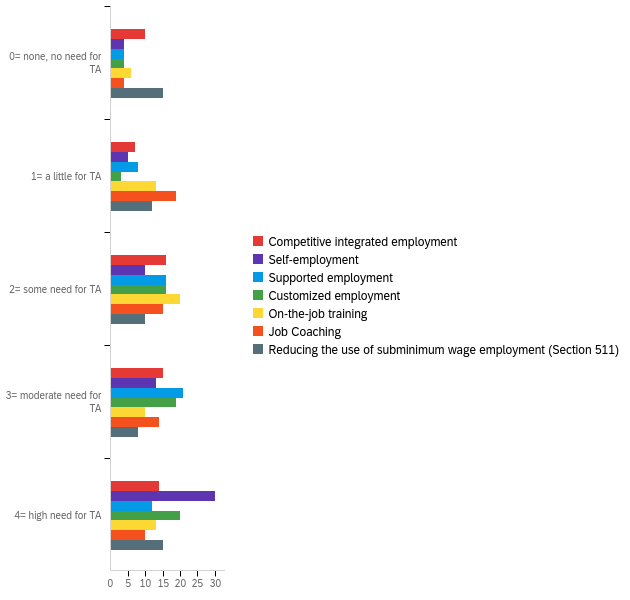 0= none, no need for
TA
1= a little for TA
2= some need for TA
3= moderate need for
TA
4= high need for TA
0 5 10 15 20 25 30
Competitive integrated employment
Self-employment
Supported employment
Customized employment
On-the-job training
Job Coaching
Reducing the use of subminimum wage employment (Section 511)